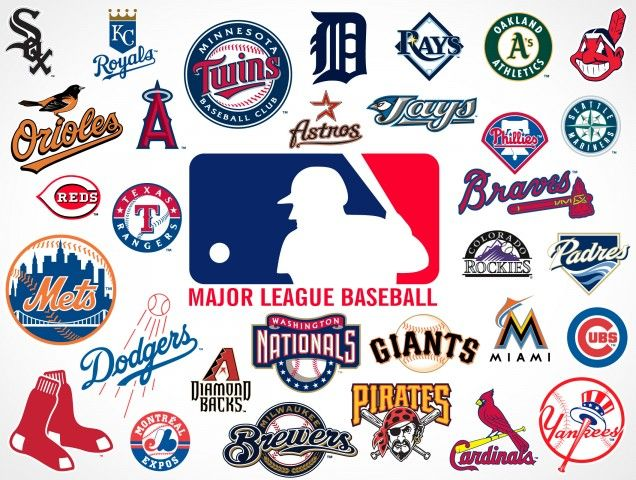 Sox
KC
Royals
MINNESOTA
Twins
BASEBALL CLUB
D
RAYS
OAKLAND
A's
ATHLETICS
Orioles
A
Astros
Jays
Phillies
SEATTLE
MARINERS
REDS
TEXAS
T
RANGERS
Braves
COLORADO
ROCKIES
Padres
Mets
MAJOR LEAGUE BASEBALL
Dodgers
A
DIAMOND
BACKS
WASHINGTON
NATIONALS
GIANTS
M
MIAMI
CUBS
MONTRÉAL
EXPOS
MILWAUKEE
Brewers
PIRATES
P
Cardinals
Yankees